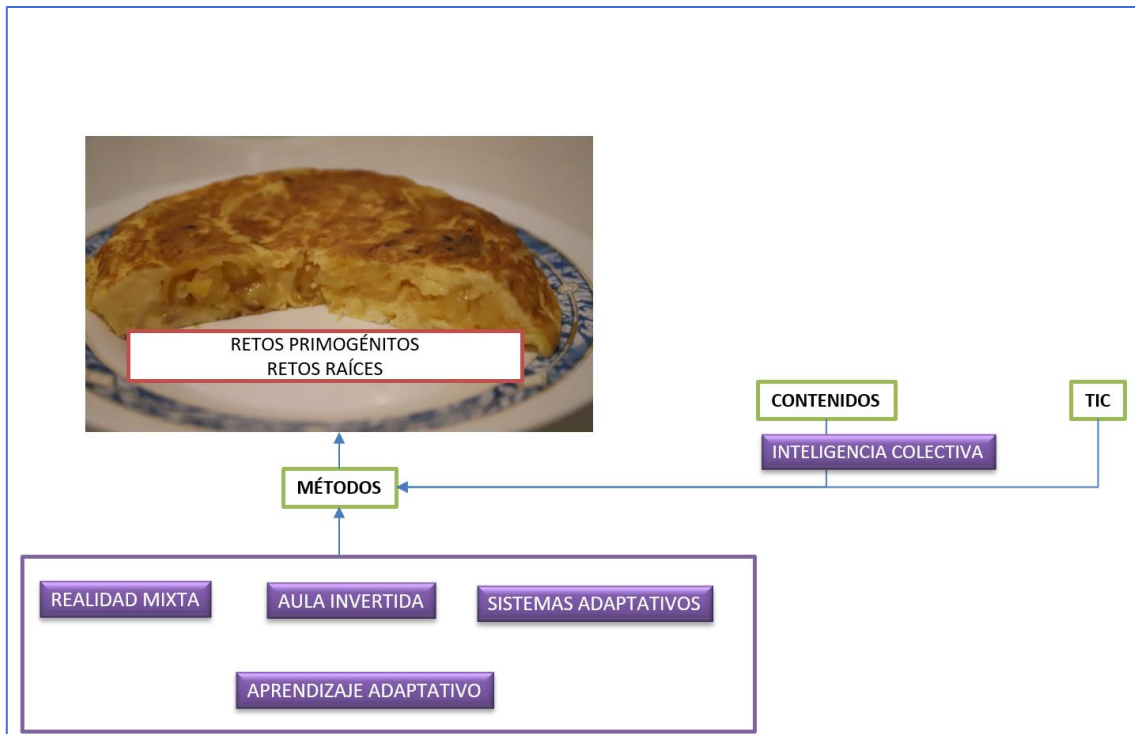 RETOS PRIMOGÉNITOS
RETOS RAÍCES
CONTENIDOS
TIC
INTELIGENCIA COLECTIVA
MÉTODOS
REALIDAD MIXTA
AULA INVERTIDA
SISTEMAS ADAPTATIVOS
APRENDIZAJE ADAPTATIVO